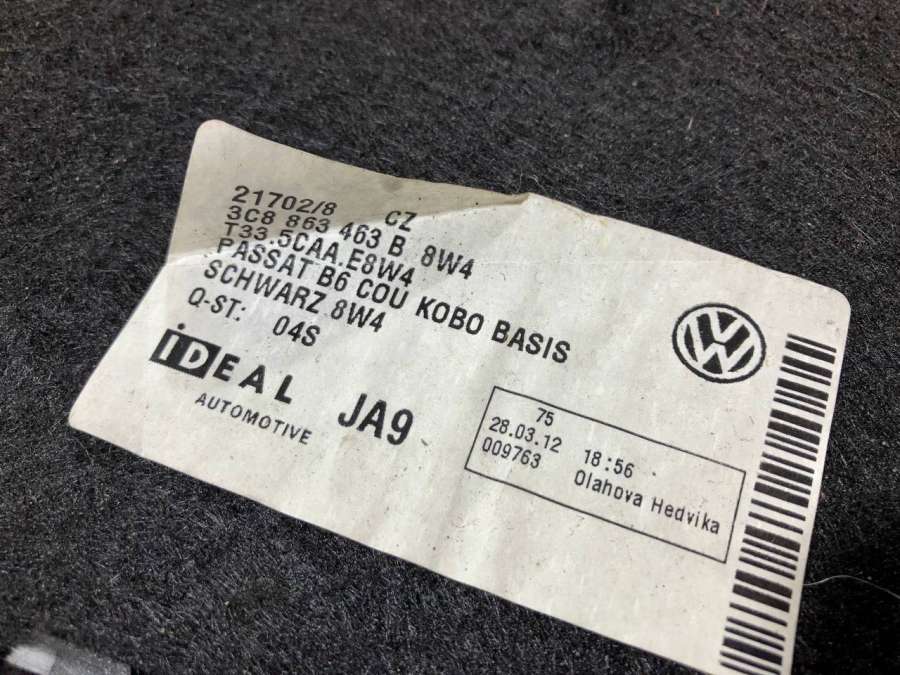 21702/8 CZ
3C8 863 463 B 8W4
T33.5CAA.E8W4
PASSAT B6 COU KOBO BASIS
SCHWARZ 8W4
Q-ST: 04S
iDEAL
AUTOMOTIVE
JA9
VW
75
28.03.12 18:56
009763 Olahova Hedvika